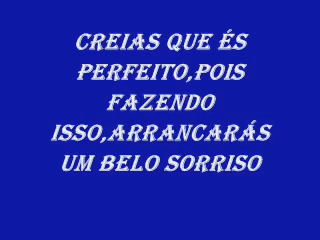 CREIAS QUE ÉS
PERFEITO,POIS
FAZENDO
ISSO,ARRANCARÁS
UM BELO SORRISO